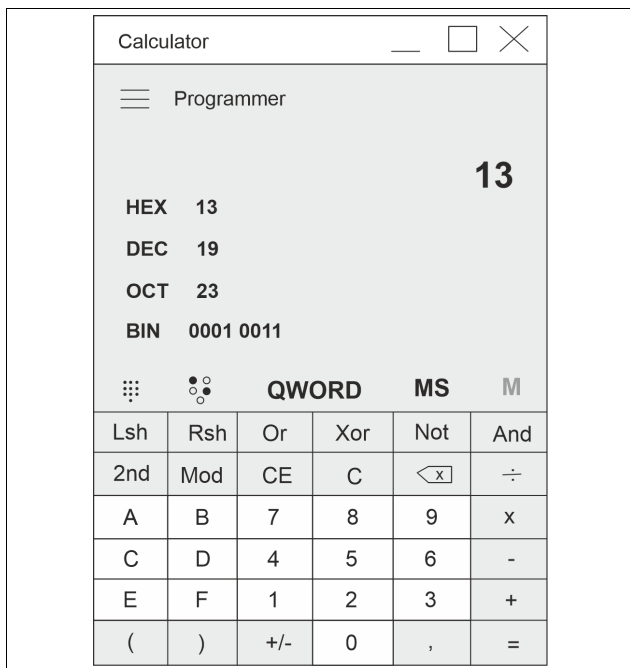 Calculator
Programmer
13
HEX 13
DEC 19
OCT 23
BIN 0001 0011
QWORD MS M
Lsh Rsh Or Xor Not And
2nd Mod CE C x ÷
A B 7 8 9 x
C D 4 5 6 -
E F 1 2 3 +
( ) +/- 0 , =